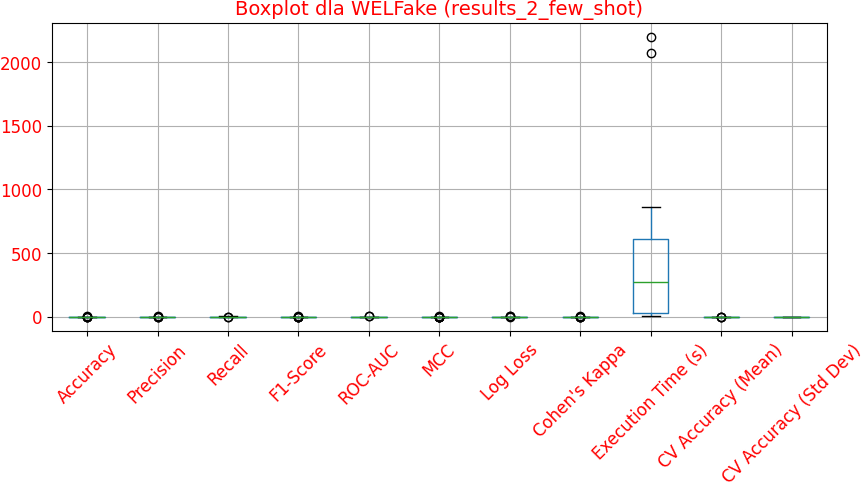 Boxplot dla WELFake (results_2_few_shot)
2000
1500
1000
500
0
Accuracy
Precision
Recall
F1-Score
ROC-AUC
MCC
Log Loss
Cohen's Kappa
Execution Time (s)
CV Accuracy (Mean)
CV Accuracy (Std Dev)